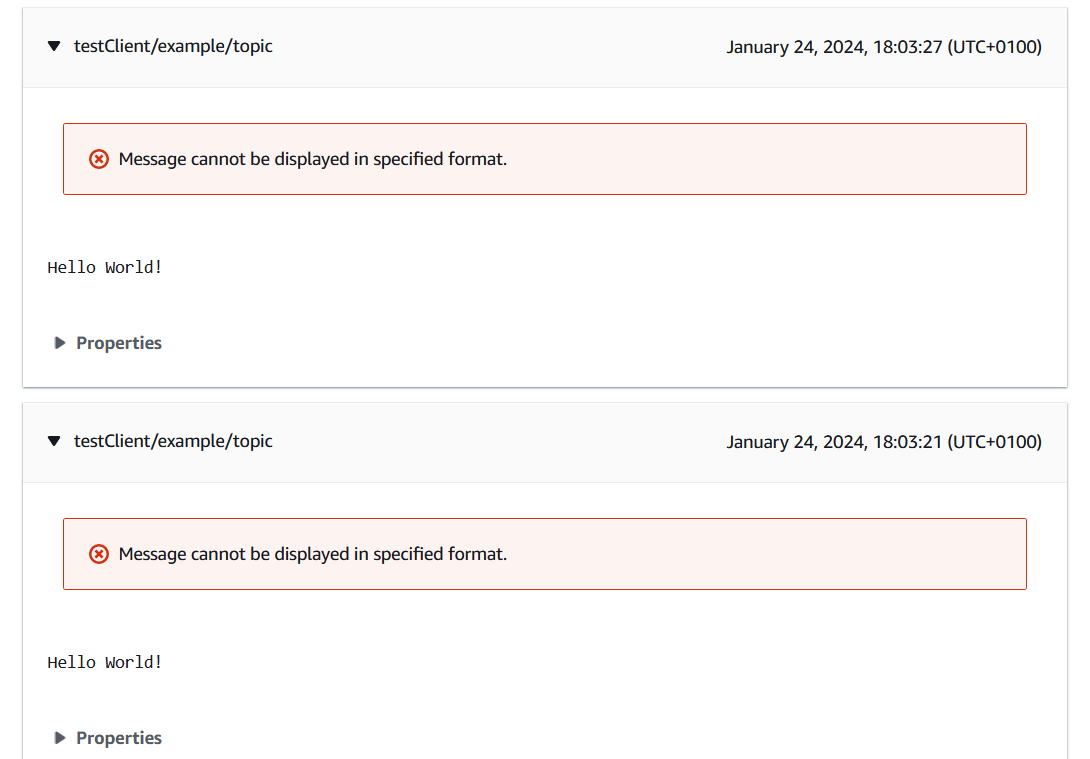 testClient/example/topic January 24, 2024, 18:03:27 (UTC+0100)
Message cannot be displayed in specified format.
Hello World!
Properties
testClient/example/topic January 24, 2024, 18:03:21 (UTC+0100)
Message cannot be displayed in specified format.
Hello World!
Properties